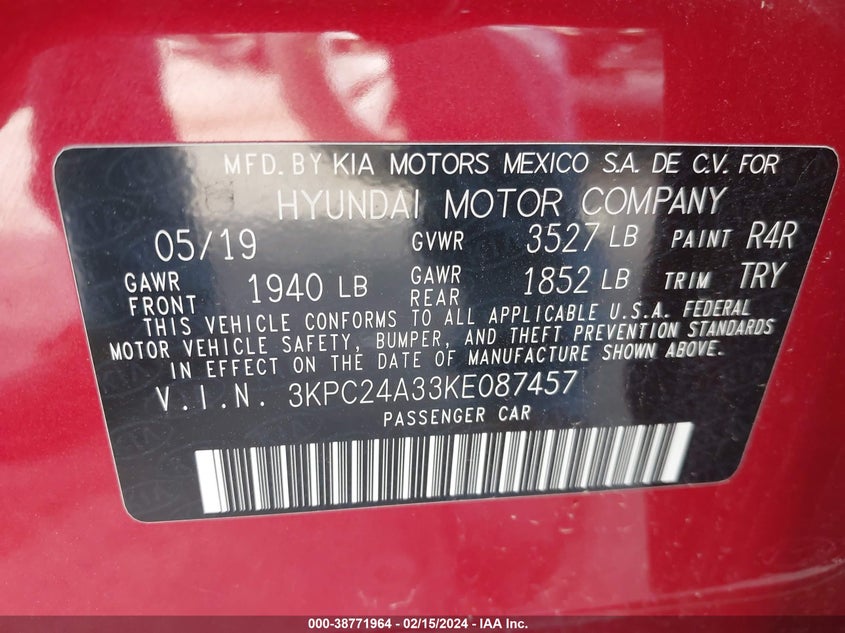 MFD. BY KIA MOTORS MEXICO S.A. DE C.V. FOR
HYUNDAI MOTOR COMPANY
05/19 GVWR 3527 LB PAINT R4R
GAWR FRONT 1940 LB GAWR REAR 1852 LB TRIM TRY
THIS VEHICLE CONFORMS TO ALL APPLICABLE U.S.A. FEDERAL
MOTOR VEHICLE SAFETY, BUMPER, AND THEFT PREVENTION STANDARDS
IN EFFECT ON THE DATE OF MANUFACTURE SHOWN ABOVE.
V.I.N. 3KPC24A33KE087457
PASSENGER CAR
000-38771964 - 02/15/2024 - IAA Inc.